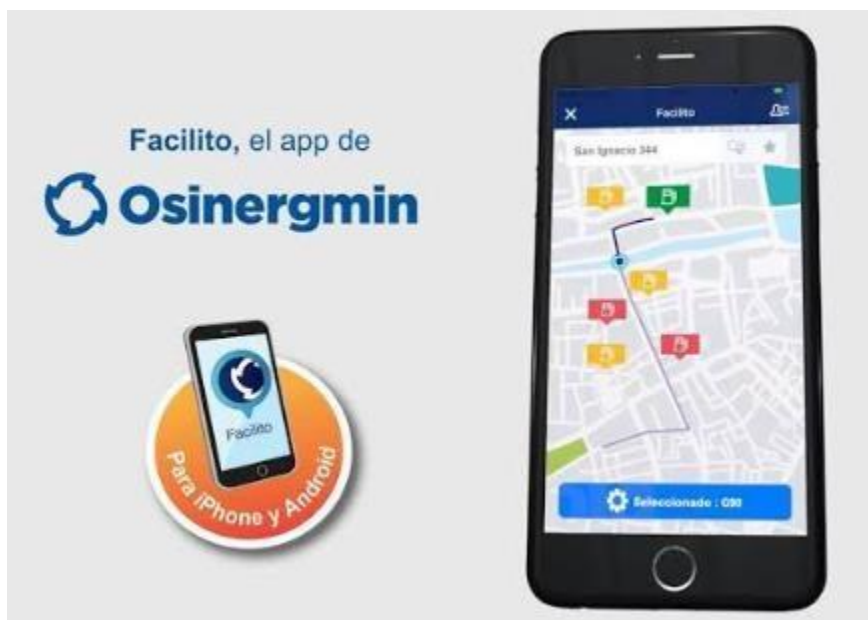 Facilito, el app de
Osinergmin
Facilito
Para iPhone y Android
Facilito
San Ignacio 344
Seleccionado : G90